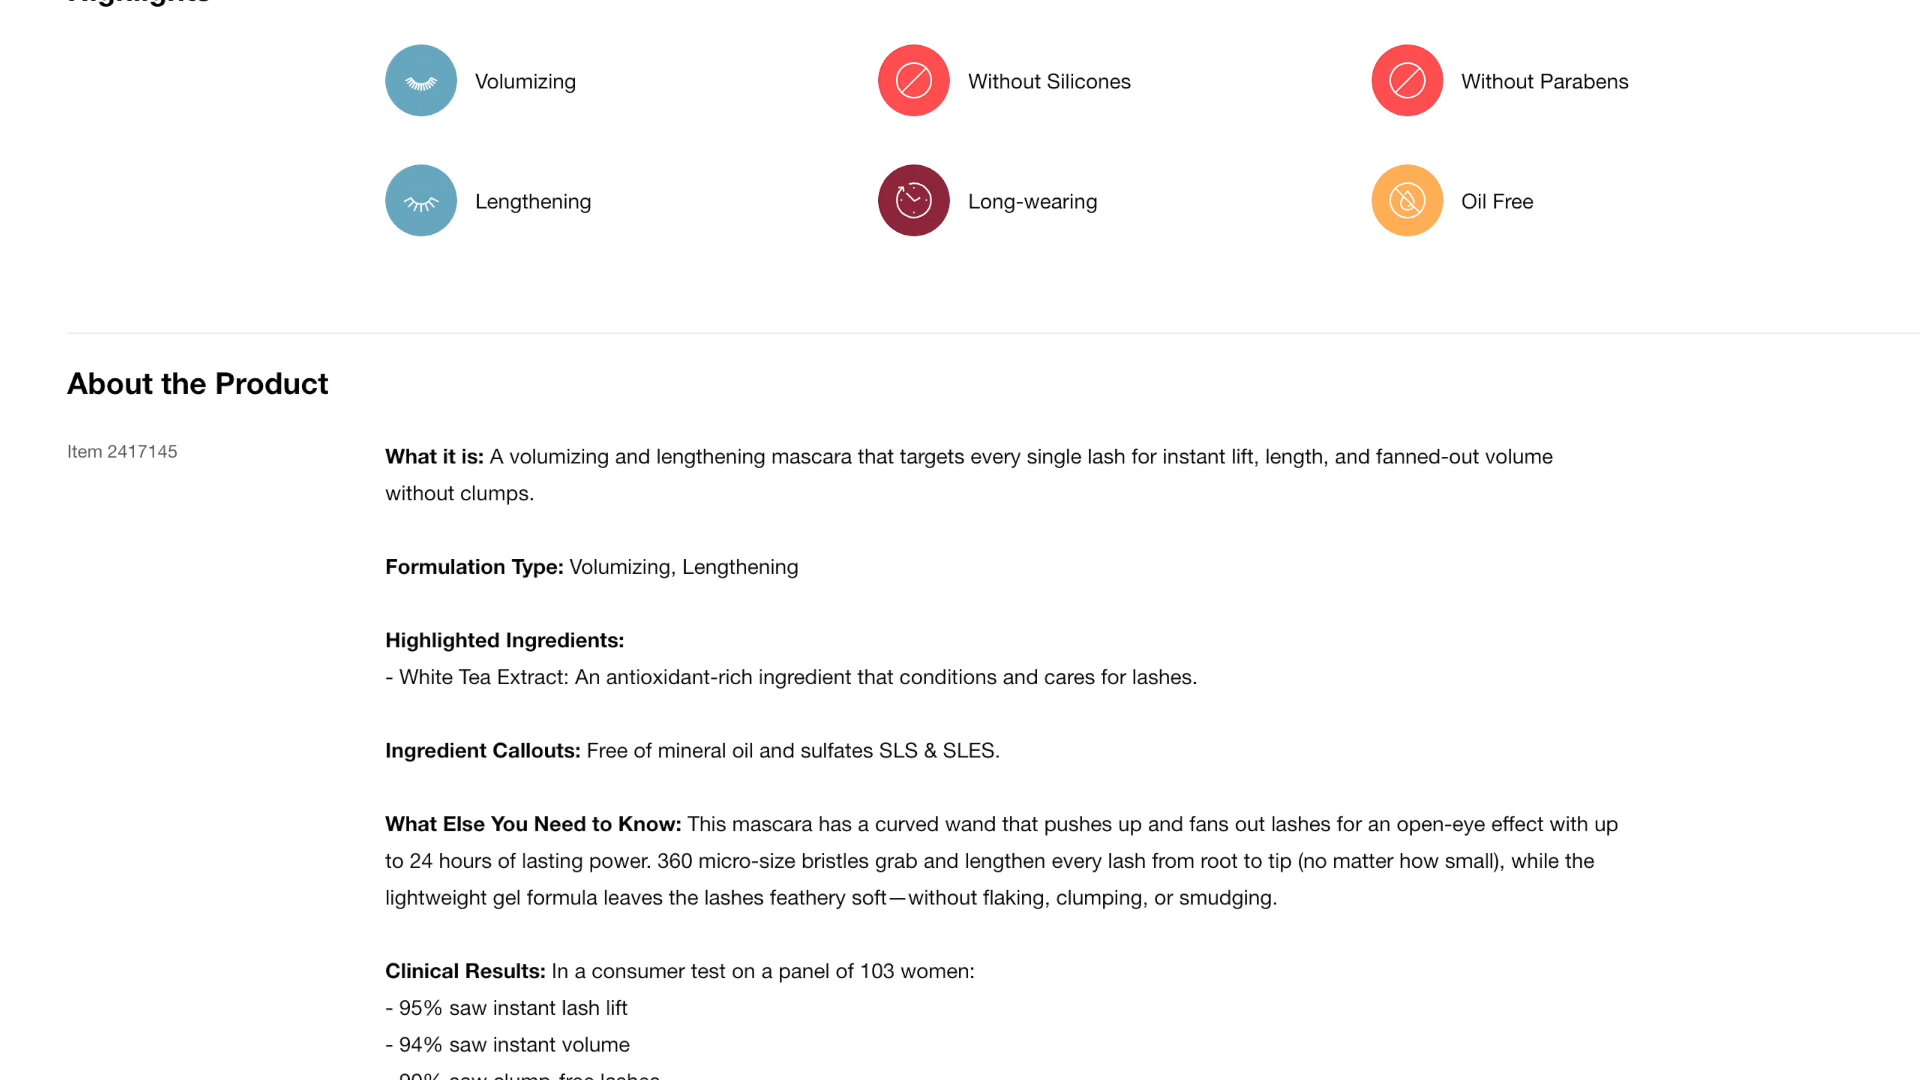 Highlights
Volumizing
Without Silicones
Without Parabens
Lengthening
Long-wearing
Oil Free
About the Product
Item 2417145
What it is: A volumizing and lengthening mascara that targets every single lash for instant lift, length, and fanned-out volume
without clumps.
Formulation Type: Volumizing, Lengthening
Highlighted Ingredients:
- White Tea Extract: An antioxidant-rich ingredient that conditions and cares for lashes.
Ingredient Callouts: Free of mineral oil and sulfates SLS & SLES.
What Else You Need to Know: This mascara has a curved wand that pushes up and fans out lashes for an open-eye effect with up
to 24 hours of lasting power. 360 micro-size bristles grab and lengthen every lash from root to tip (no matter how small), while the
lightweight gel formula leaves the lashes feathery soft—without flaking, clumping, or smudging.
Clinical Results: In a consumer test on a panel of 103 women:
- 95% saw instant lash lift
- 94% saw instant volume
- 90% saw clump-free lashes